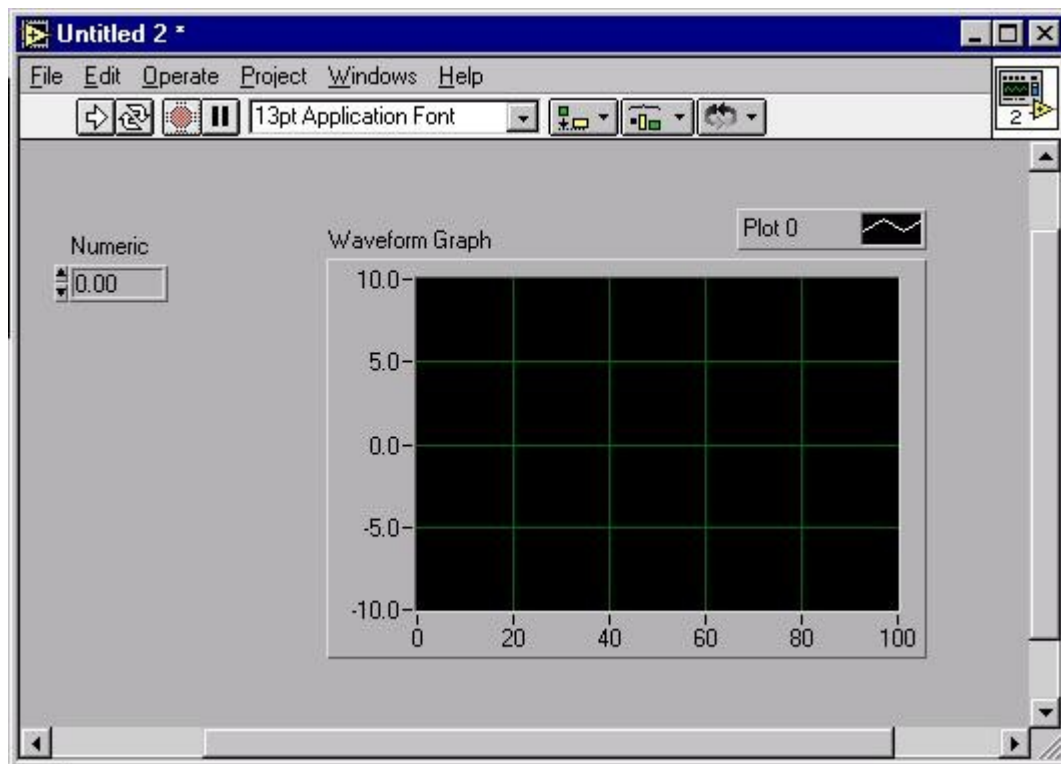 Untitled 2 *
File Edit Operate Project Windows Help
13pt Application Font
2
Plot 0
Numeric
Waveform Graph
0.00
10.0
5.0
0.0
-5.0
-10.0
0 20 40 60 80 100